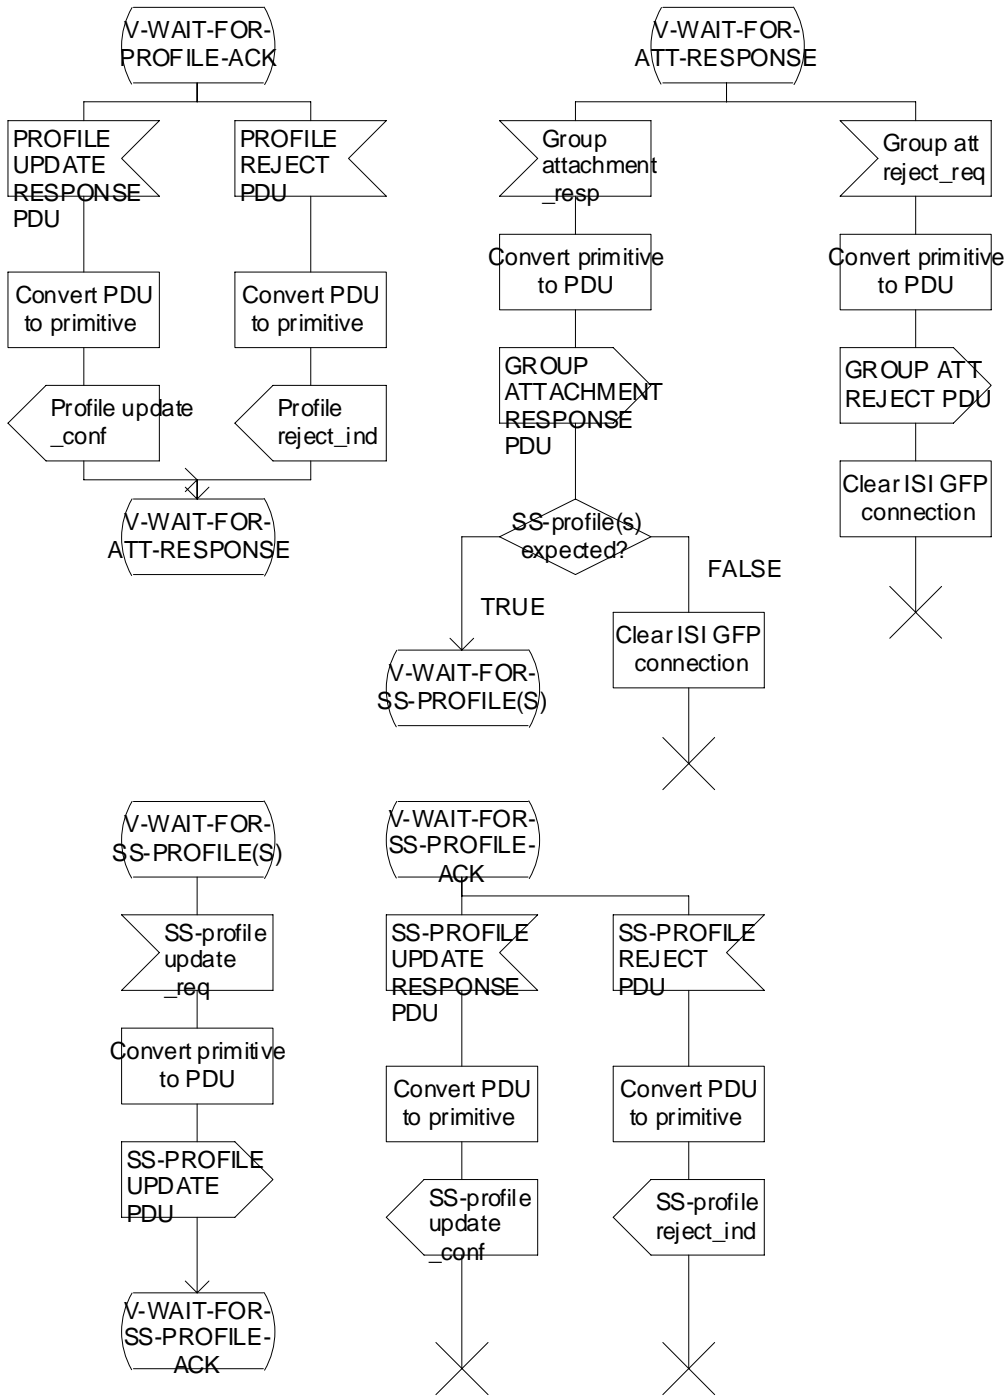 V-WAIT-FOR-
PROFILE-ACK
PROFILE
UPDATE
RESPONSE
PDU
PROFILE
REJECT
PDU
Convert PDU
to primitive
Convert PDU
to primitive
Profile update
_conf
Profile
reject_ind
V-WAIT-FOR-
ATT-RESPONSE
V-WAIT-FOR-
ATT-RESPONSE
Group
attachment
_resp
Group att
reject_req
Convert primitive
to PDU
Convert primitive
to PDU
GROUP
ATTACHMENT
RESPONSE
PDU
GROUP ATT
REJECT PDU
Clear ISI GFP
connection
SS-profile(s)
expected?
TRUE
FALSE
V-WAIT-FOR-
SS-PROFILE(S)
Clear ISI GFP
connection
V-WAIT-FOR-
SS-PROFILE(S)
SS-profile
update
_req
Convert primitive
to PDU
SS-PROFILE
UPDATE
PDU
V-WAIT-FOR-
SS-PROFILE-
ACK
V-WAIT-FOR-
SS-PROFILE-
ACK
SS-PROFILE
UPDATE
RESPONSE
PDU
SS-PROFILE
REJECT
PDU
Convert PDU
to primitive
Convert PDU
to primitive
SS-profile
update
_conf
SS-profile
reject_ind